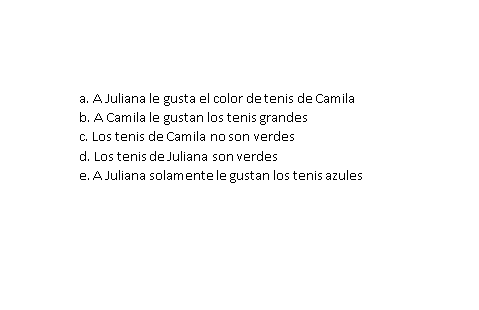 a. A Juliana le gusta el color de tenis de Camila
b. A Camila le gustan los tenis grandes
c. Los tenis de Camila no son verdes
d. Los tenis de Juliana son verdes
e. A Juliana solamente le gustan los tenis azules